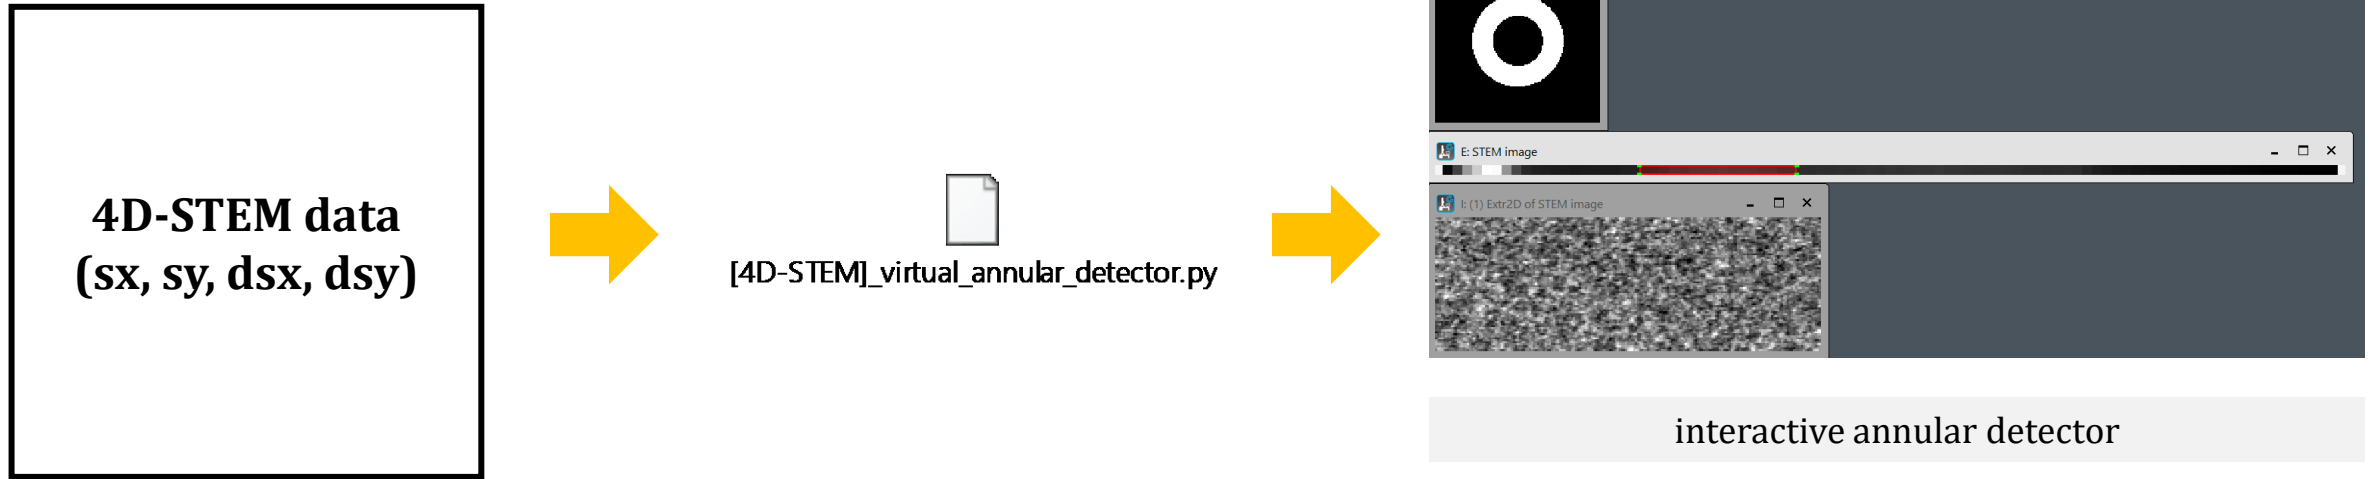 4D-STEM data
(sx, sy, dsx, dsy)
[4D-STEM]_virtual_annular_detector.py
E: STEM image
I: (1) Extr2D of STEM image
interactive annular detector